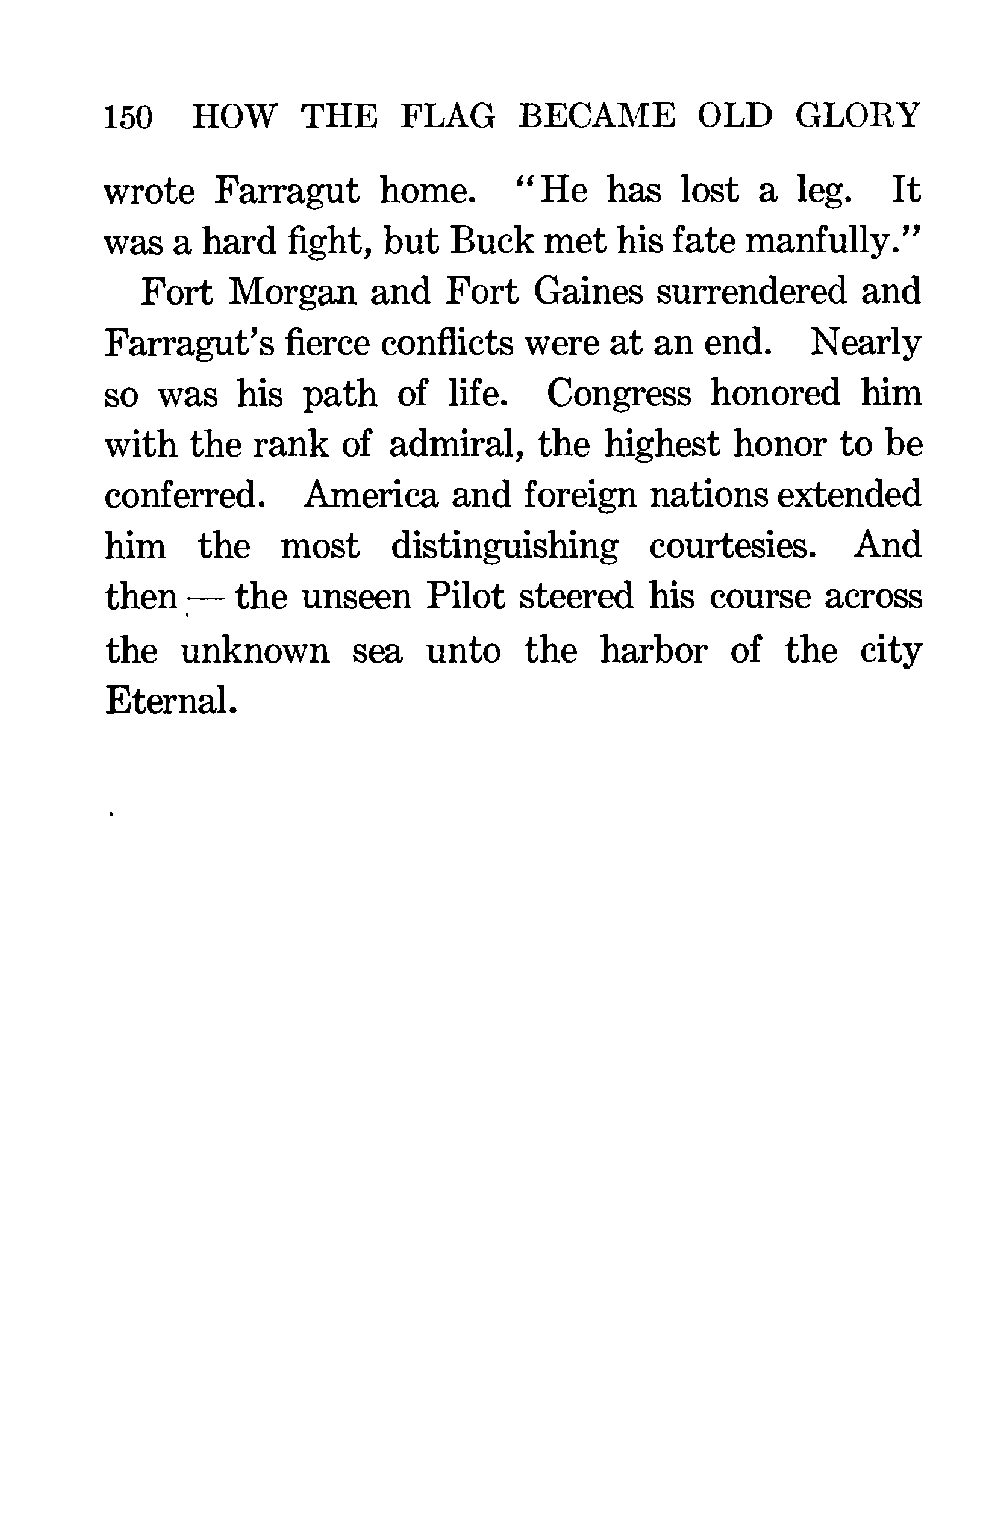 150 HOW THE FLAG BECAME OLD GLORY
wrote Farragut home. "He has lost a leg. It
was a hard fight, but Buck met his fate manfully."
Fort Morgan and Fort Gaines surrendered and
Farragut's fierce conflicts were at an end. Nearly
so was his path of life. Congress honored him
with the rank of admiral, the highest honor to be
conferred. America and foreign nations extended
him the most distinguishing courtesies. And
then — the unseen Pilot steered his course across
the unknown sea unto the harbor of the city
Eternal.